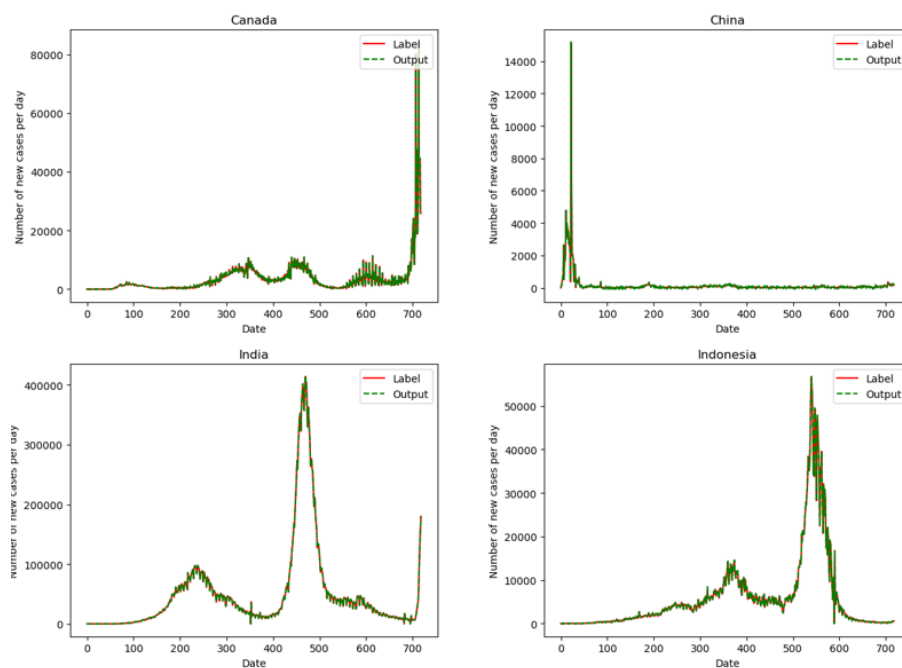 Canada
Number of new cases per day
80000
60000
40000
20000
0
0 100 200 300 400 500 600 700
Date
Label
Output
China
Number of new cases per day
14000
12000
10000
8000
6000
4000
2000
0
0 100 200 300 400 500 600 700
Date
Label
Output
India
Number of new cases per day
400000
300000
200000
100000
0
0 100 200 300 400 500 600 700
Date
Label
Output
Indonesia
Number of new cases per day
50000
40000
30000
20000
10000
0
0 100 200 300 400 500 600 700
Date
Label
Output